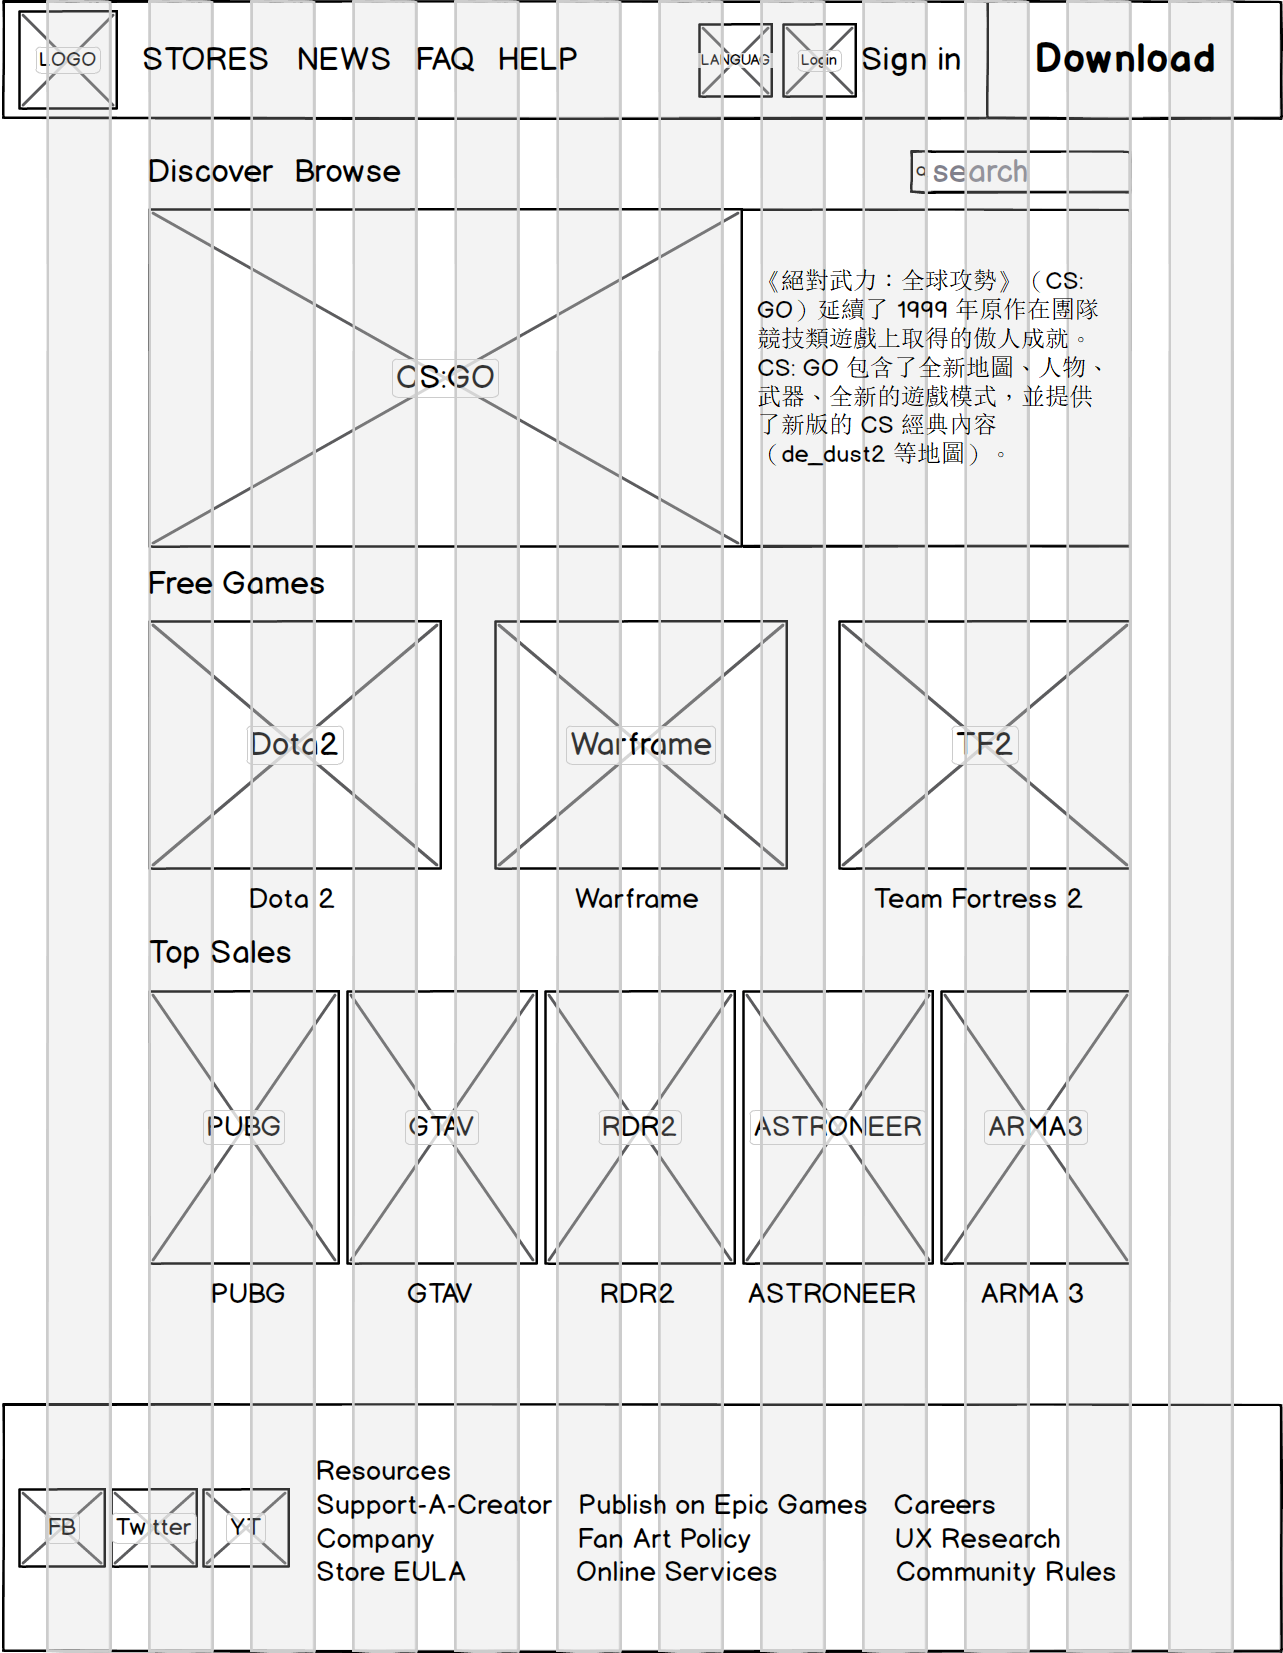 LOGO STORES NEWS FAQ HELP LANGUAG Login Sign in Download
Discover Browse search
CS:GO
《絕對武力：全球攻勢》（CS:
GO）延續了 1999 年原作在團隊
競技類遊戲上取得的傲人成就。
CS: GO 包含了全新地圖、人物、
武器、全新的遊戲模式，並提供
了新版的 CS 經典內容
（de_dust2 等地圖）。
Free Games
Dota2 Warframe TF2
Dota 2 Warframe Team Fortress 2
Top Sales
PUBG GTAV RDR2 ASTRONEER ARMA3
PUBG GTAV RDR2 ASTRONEER ARMA 3
FB Twitter YT
Resources
Support-A-Creator Publish on Epic Games Careers
Company Fan Art Policy UX Research
Store EULA Online Services Community Rules